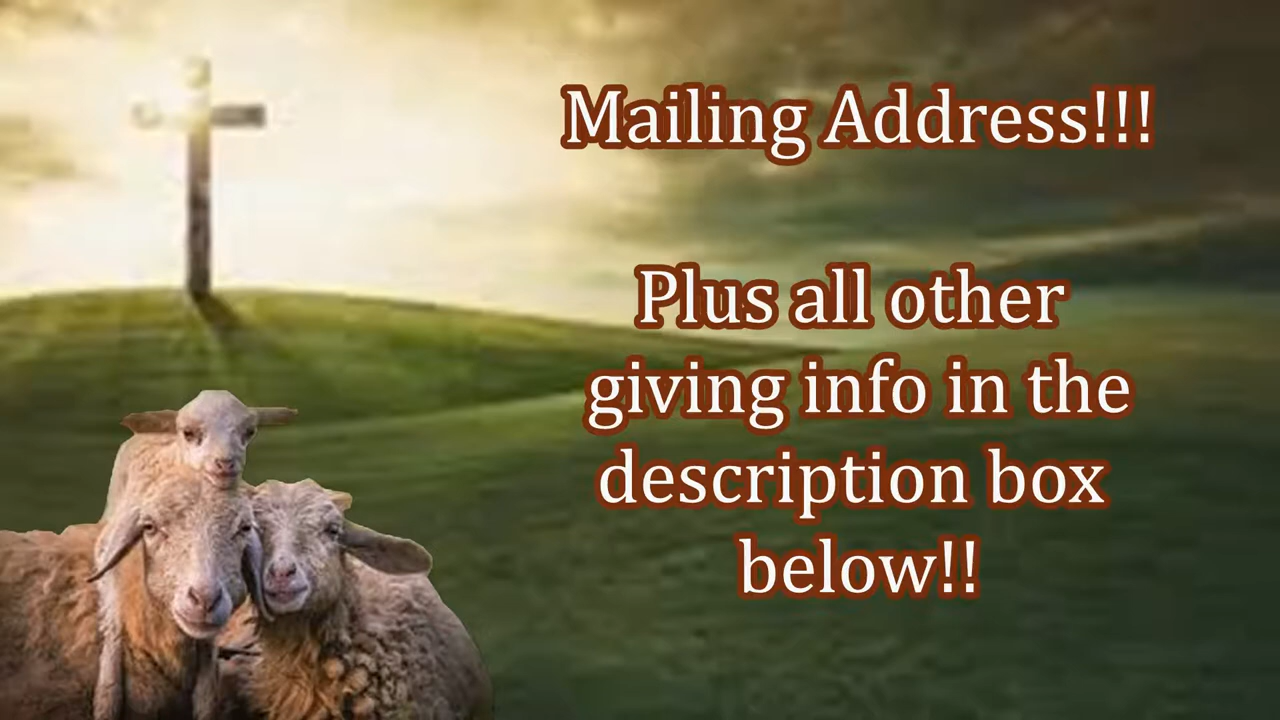 Mailing Address!!!
Plus all other
giving info in the
description box
below!!